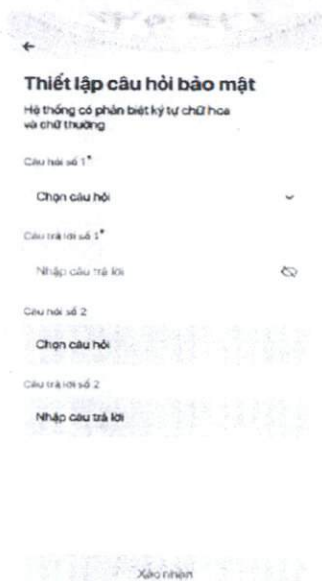 Thiết lập câu hỏi bảo mật
Hệ thống có phân biệt ký tự chữ hoa
và chữ thường
Câu hỏi số 1*
Chọn câu hỏi
Câu trả lời số 1*
Nhập câu trả lời
Câu hỏi số 2
Chọn câu hỏi
Câu trả lời số 2
Nhập câu trả lời
Xác nhận